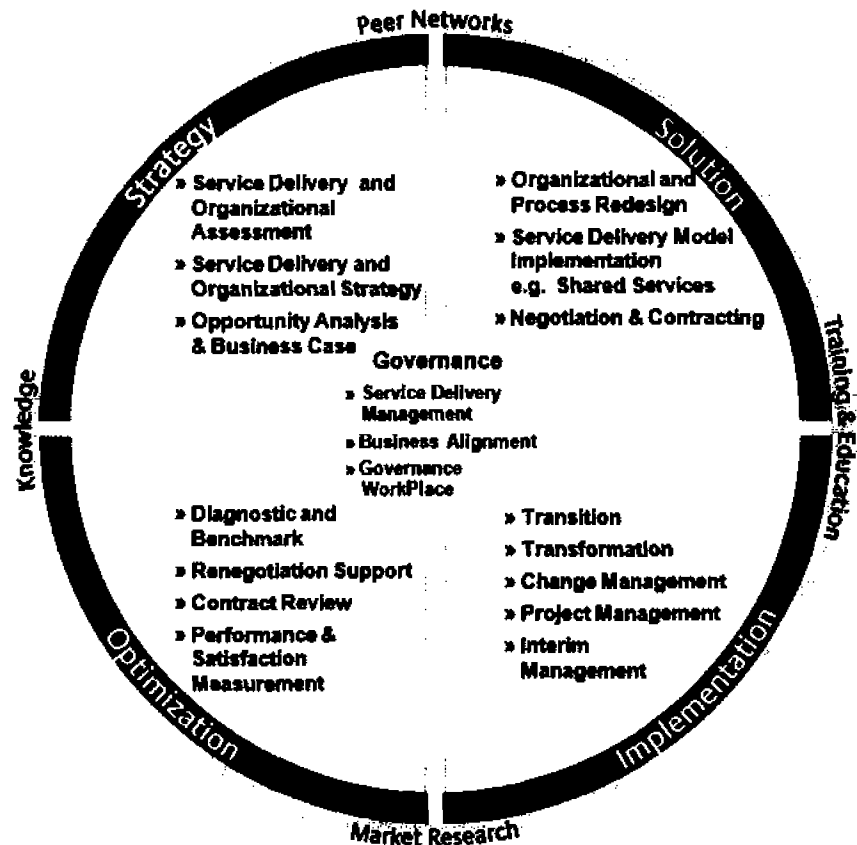 Peer Networks
Strategy
» Service Delivery and
Organizational
Assessment
» Service Delivery and
Organizational Strategy
» Opportunity Analysis
& Business Case
Solution
» Organizational and
Process Redesign
» Service Delivery Model
Implementation
e.g. Shared Services
» Negotiation & Contracting
Knowledge
Training & Education
Governance
» Service Delivery
Management
» Business Alignment
» Governance
WorkPlace
» Diagnostic and
Benchmark
» Renegotiation Support
» Contract Review
» Performance &
Satisfaction
Measurement
Optimization
» Transition
» Transformation
» Change Management
» Project Management
» Interim
Management
Implementation
Market Research